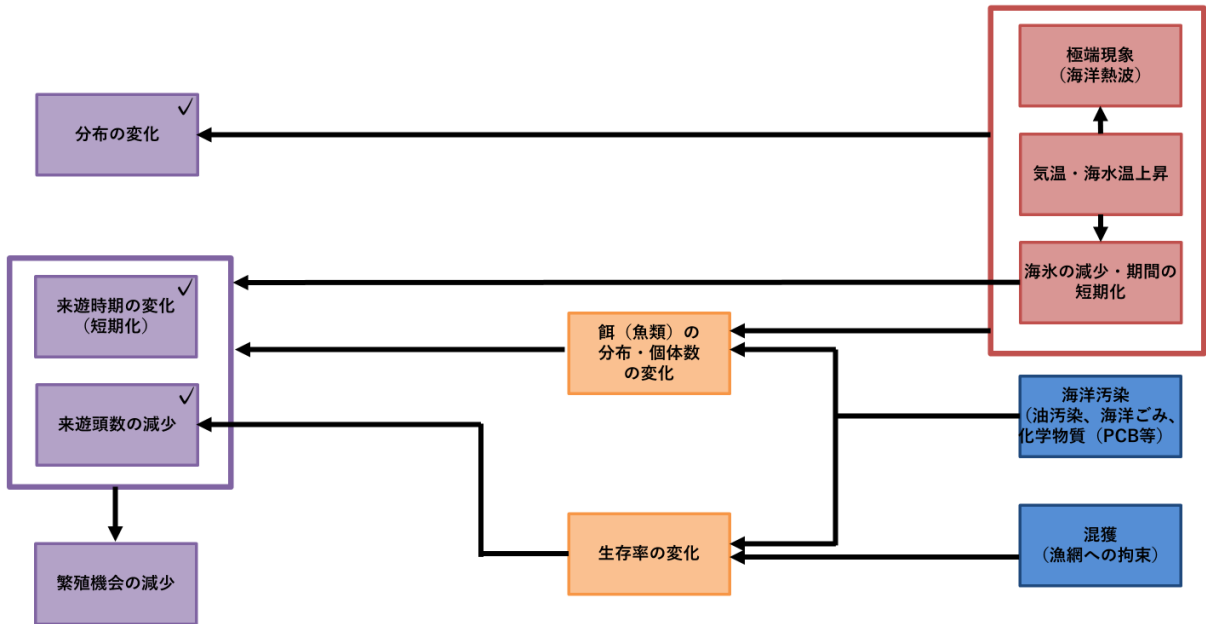 極端現象
（海洋熱波）
分布の変化
気温・海水温上昇
海氷の減少・期間の
短期化
来遊時期の変化
（短期化）
餌（魚類）の
分布・個体数
の変化
来遊頭数の減少
海洋汚染
（油汚染、海洋ごみ、
化学物質（PCB等）
生存率の変化
混獲
（漁網への拘束）
繁殖機会の減少